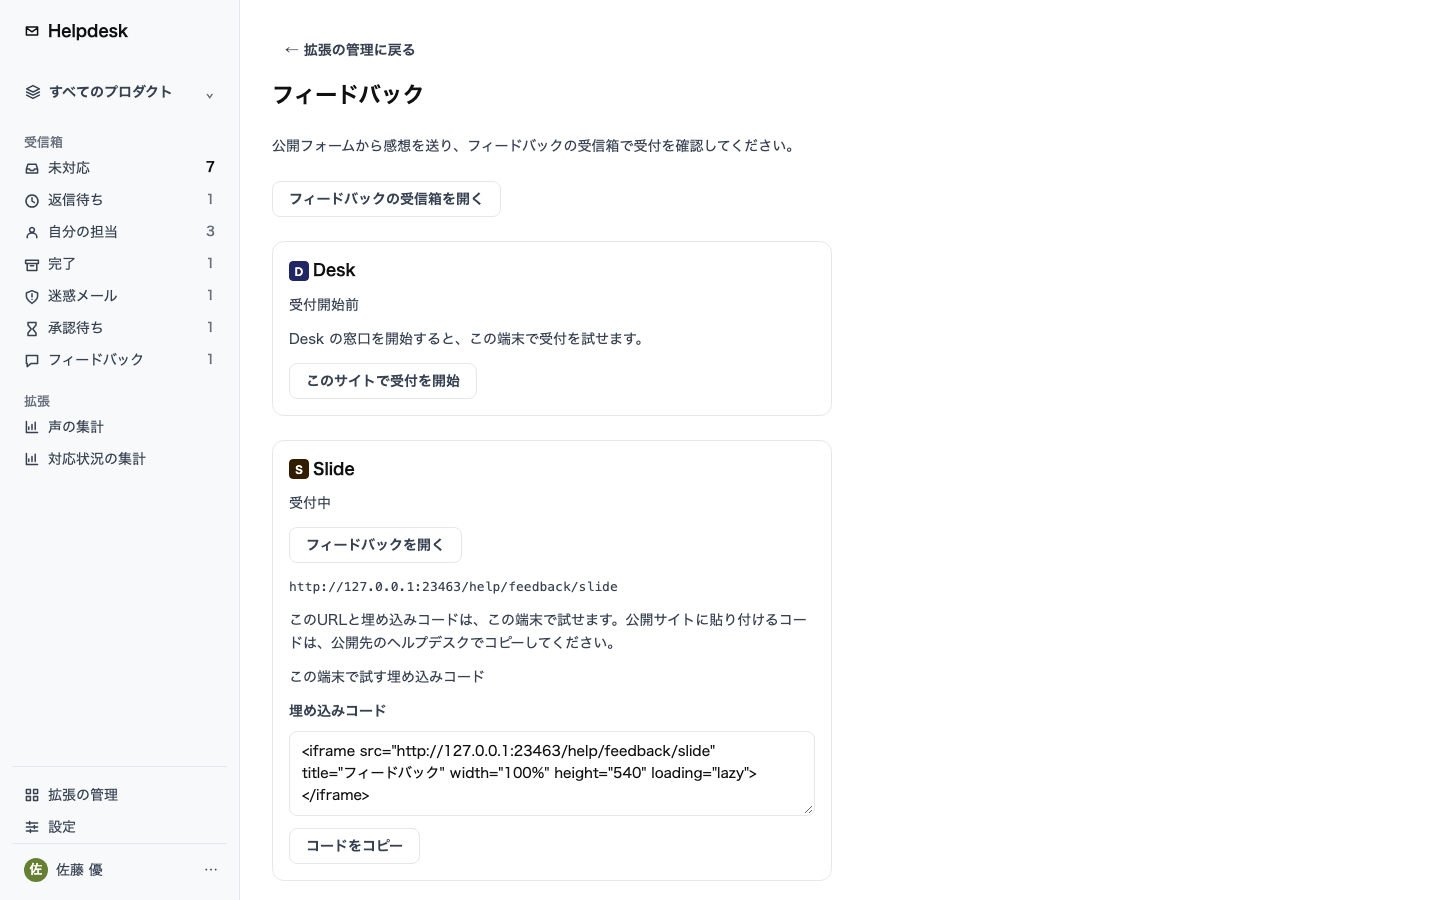 Helpdesk
すべてのプロダクト
受信箱
未対応 7
返信待ち 1
自分の担当 3
完了 1
迷惑メール 1
承認待ち 1
フィードバック 1
拡張
声の集計
対応状況の集計
拡張の管理
設定
佐 佐藤 優 …
← 拡張の管理に戻る
フィードバック
公開フォームから感想を送り、フィードバックの受信箱で受付を確認してください。
フィードバックの受信箱を開く
D Desk
受付開始前
Desk の窓口を開始すると、この端末で受付を試せます。
このサイトで受付を開始
S Slide
受付中
フィードバックを開く
http://127.0.0.1:23463/help/feedback/slide
このURLと埋め込みコードは、この端末で試せます。公開サイトに貼り付けるコー
ドは、公開先のヘルプデスクでコピーしてください。
この端末で試す埋め込みコード
埋め込みコード
<iframe src="http://127.0.0.1:23463/help/feedback/slide"
title="フィードバック" width="100%" height="540" loading="lazy">
</iframe>
コードをコピー